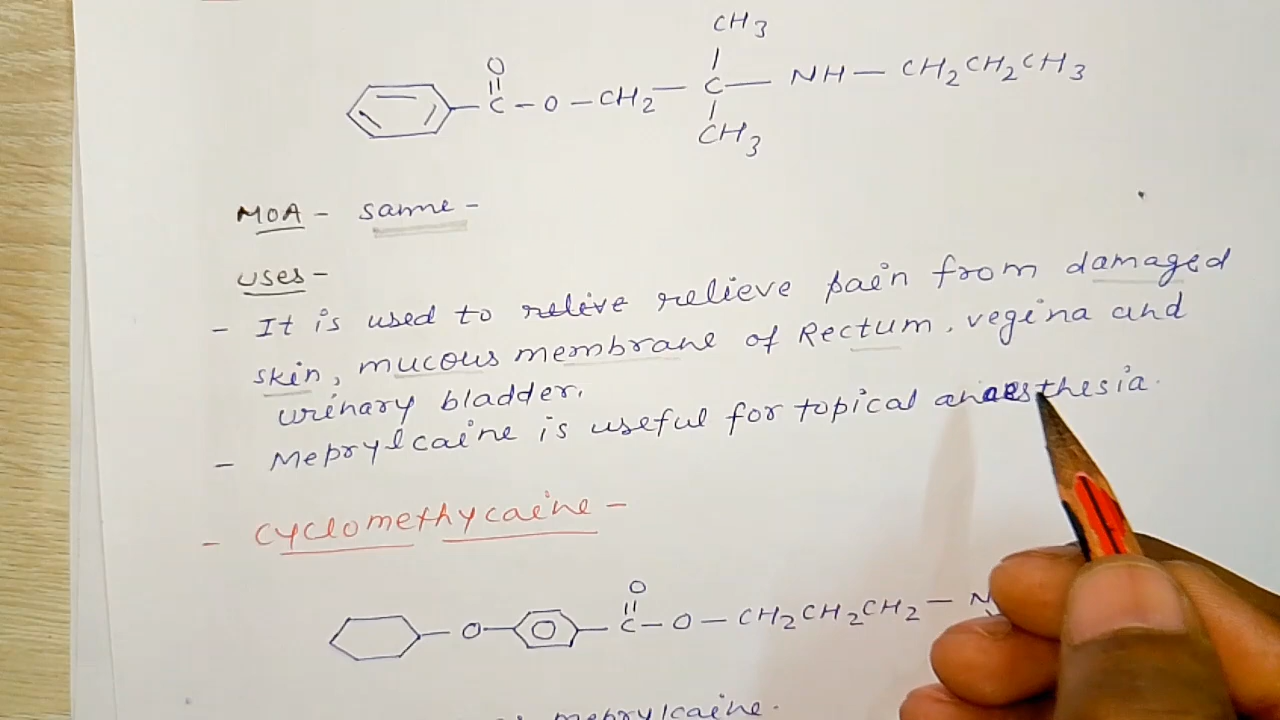 CH3
O
C - O - CH2 - C - NH - CH2CH2CH3
CH3
MOA - same -
uses -
- It is used to relive relieve pain from damaged
skin, mucous membrane of Rectum, vegina and
urinary bladder.
- Meprylcaine is useful for topical anaesthesia.
- Cyclomethycaine -
O
O C - O - CH2CH2CH2 - N
meprylcaine.